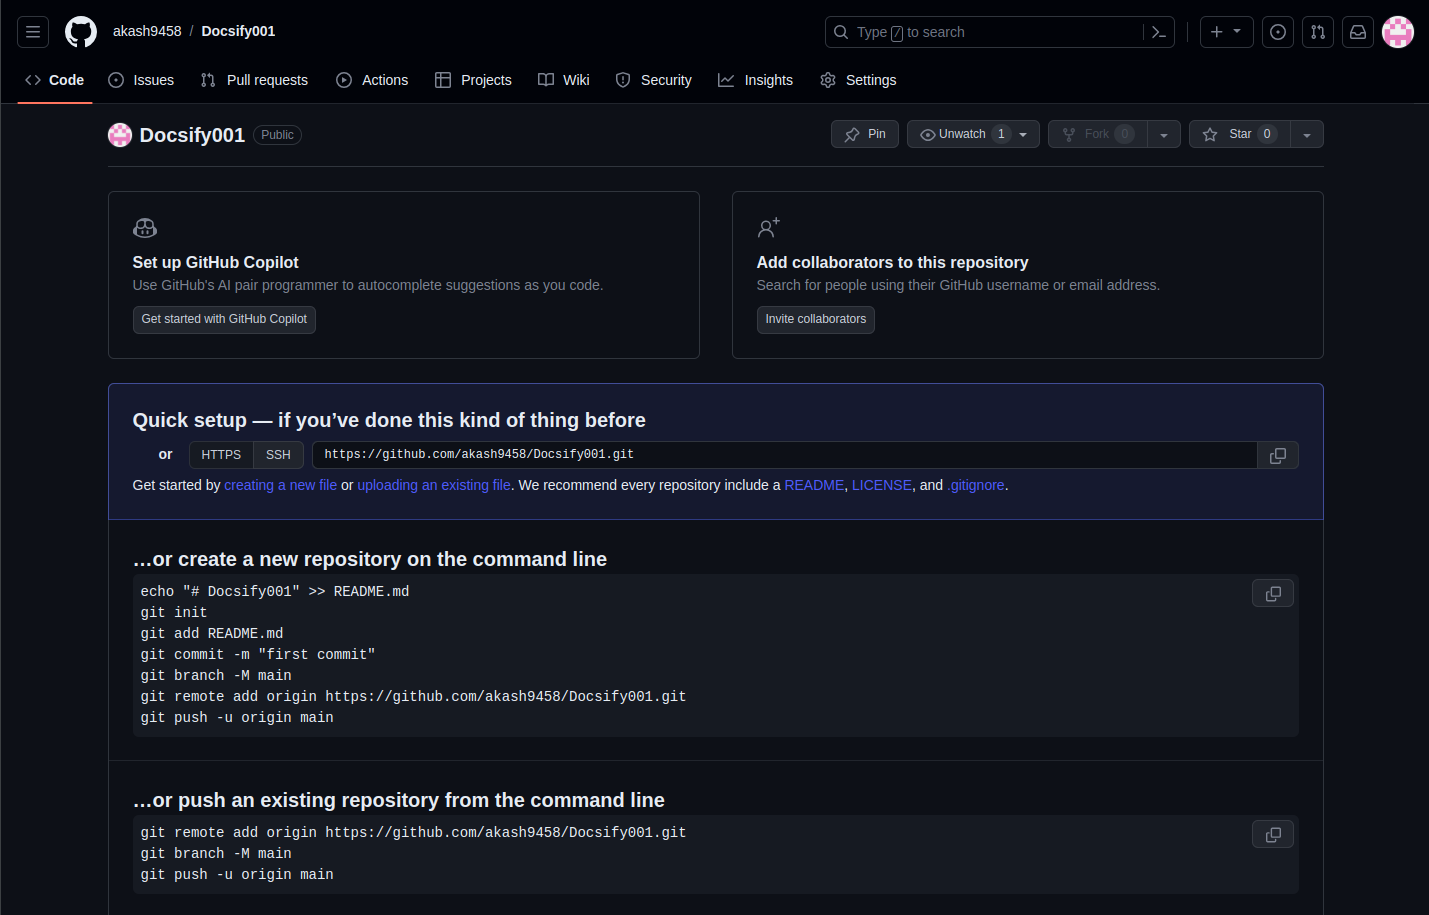 akash9458 / Docsify001
Type / to search
Code Issues Pull requests Actions Projects Wiki Security Insights Settings
Docsify001 Public
Pin Unwatch 1 Fork 0 Star 0
Set up GitHub Copilot
Use GitHub's AI pair programmer to autocomplete suggestions as you code.
Get started with GitHub Copilot
Add collaborators to this repository
Search for people using their GitHub username or email address.
Invite collaborators
Quick setup — if you’ve done this kind of thing before
or HTTPS SSH https://github.com/akash9458/Docsify001.git
Get started by creating a new file or uploading an existing file. We recommend every repository include a README, LICENSE, and .gitignore.
…or create a new repository on the command line
echo "# Docsify001" >> README.md
git init
git add README.md
git commit -m "first commit"
git branch -M main
git remote add origin https://github.com/akash9458/Docsify001.git
git push -u origin main
…or push an existing repository from the command line
git remote add origin https://github.com/akash9458/Docsify001.git
git branch -M main
git push -u origin main